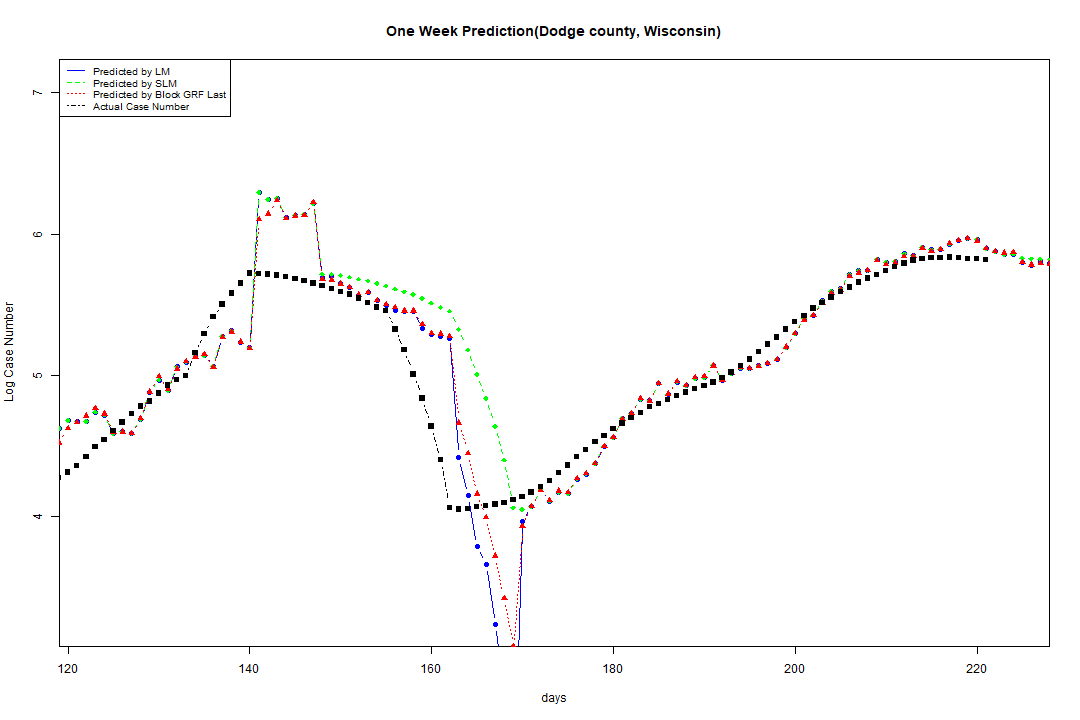 One Week Prediction(Dodge county, Wisconsin)
Predicted by LM
Predicted by SLM
Predicted by Block GRF Last
Actual Case Number
7
6
5
4
Log Case Number
120 140 160 180 200 220
days